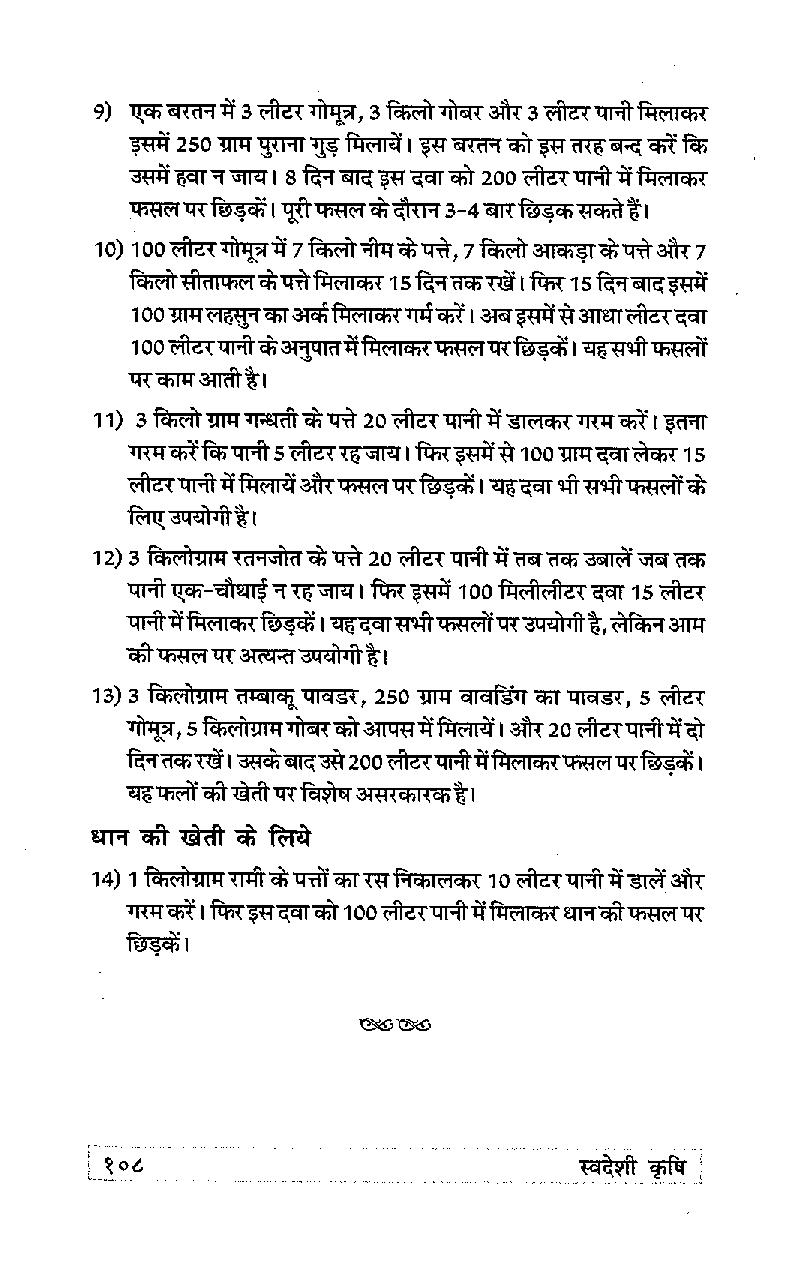 9) एक बरतन में 3 लीटर गोमूत्र, 3 किलो गोबर और 3 लीटर पानी मिलाकर
इसमें 250 ग्राम पुराना गुड़ मिलायें। इस बरतन को इस तरह बन्द करें कि
उसमें हवा न जाय। 8 दिन बाद इस दवा को 200 लीटर पानी में मिलाकर
फसल पर छिड़कें। पूरी फसल के दौरान 3-4 बार छिड़क सकते हैं।
10) 100 लीटर गोमूत्र में 7 किलो नीम के पत्ते, 7 किलो आकड़ा के पत्ते और 7
किलो सीताफल के पत्ते मिलाकर 15 दिन तक रखें। फिर 15 दिन बाद इसमें
100 ग्राम लहसुन का अर्क मिलाकर गर्म करें। अब इसमें से आधा लीटर दवा
100 लीटर पानी के अनुपात में मिलाकर फसल पर छिड़कें। यह सभी फसलों
पर काम आती है।
11) 3 किलो ग्राम गन्धती के पत्ते 20 लीटर पानी में डालकर गरम करें। इतना
गरम करें कि पानी 5 लीटर रह जाय। फिर इसमें से 100 ग्राम दवा लेकर 15
लीटर पानी में मिलायें और फसल पर छिड़कें। यह दवा भी सभी फसलों के
लिए उपयोगी है।
12) 3 किलोग्राम रतनजोत के पत्ते 20 लीटर पानी में तब तक उबालें जब तक
पानी एक-चौथाई न रह जाय। फिर इसमें 100 मिलीलीटर दवा 15 लीटर
पानी में मिलाकर छिड़कें। यह दवा सभी फसलों पर उपयोगी है, लेकिन आम
की फसल पर अत्यन्त उपयोगी है।
13) 3 किलोग्राम तम्बाकू पावडर, 250 ग्राम वावडिंग का पावडर, 5 लीटर
गोमूत्र, 5 किलोग्राम गोबर को आपस में मिलायें। और 20 लीटर पानी में दो
दिन तक रखें। उसके बाद उसे 200 लीटर पानी में मिलाकर फसल पर छिड़कें।
यह फलों की खेती पर विशेष असरकारक है।
धान की खेती के लिये
14) 1 किलोग्राम रामी के पत्तों का रस निकालकर 10 लीटर पानी में डालें और
गरम करें। फिर इस दवा को 100 लीटर पानी में मिलाकर धान की फसल पर
छिड़कें।
१०८ स्वदेशी कृषि